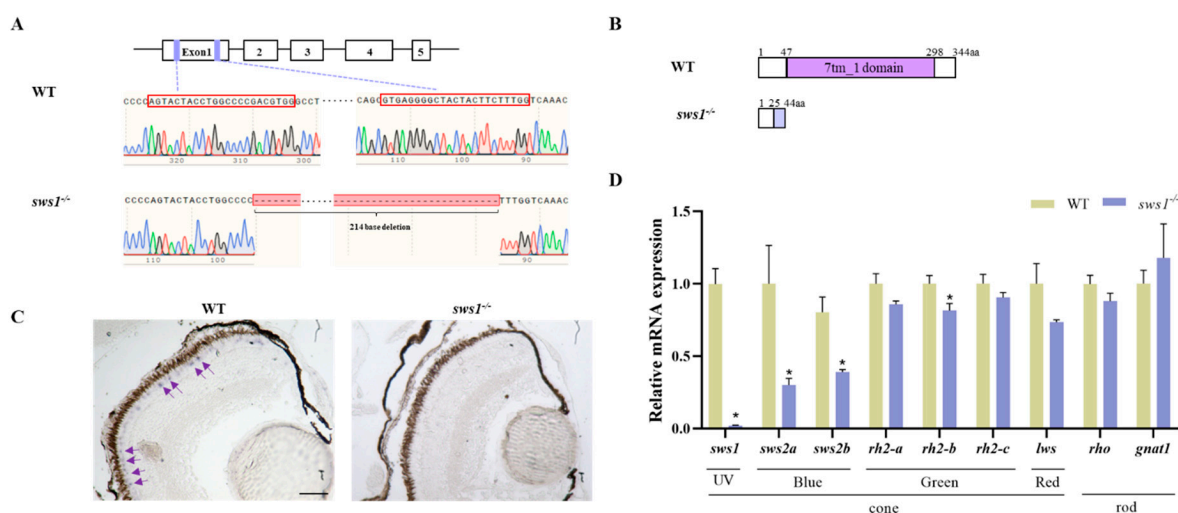 A
Exon1 2 3 4 5
WT
CCCCAGTACTACCTGGCCCCGACGTGGGCCT ······ CAGCGTGAGGGGCTACTACTTCTTTGGTCAAAC
320 310 300 110 100 90
sws1-/-
CCCCAGTACTACCTGGCCCC TTTGGTCAAAC
214 base deletion
110 100 90
B
1 47 298 344aa
WT 7tm_1 domain
1 25 44aa
sws1-/-
C
WT sws1-/-
D
WT sws1-/-
Relative mRNA expression
1.5
1.0
0.5
0.0
* * * *
sws1 sws2a sws2b rh2-a rh2-b rh2-c lws rho gnat1
UV Blue Green Red
cone rod